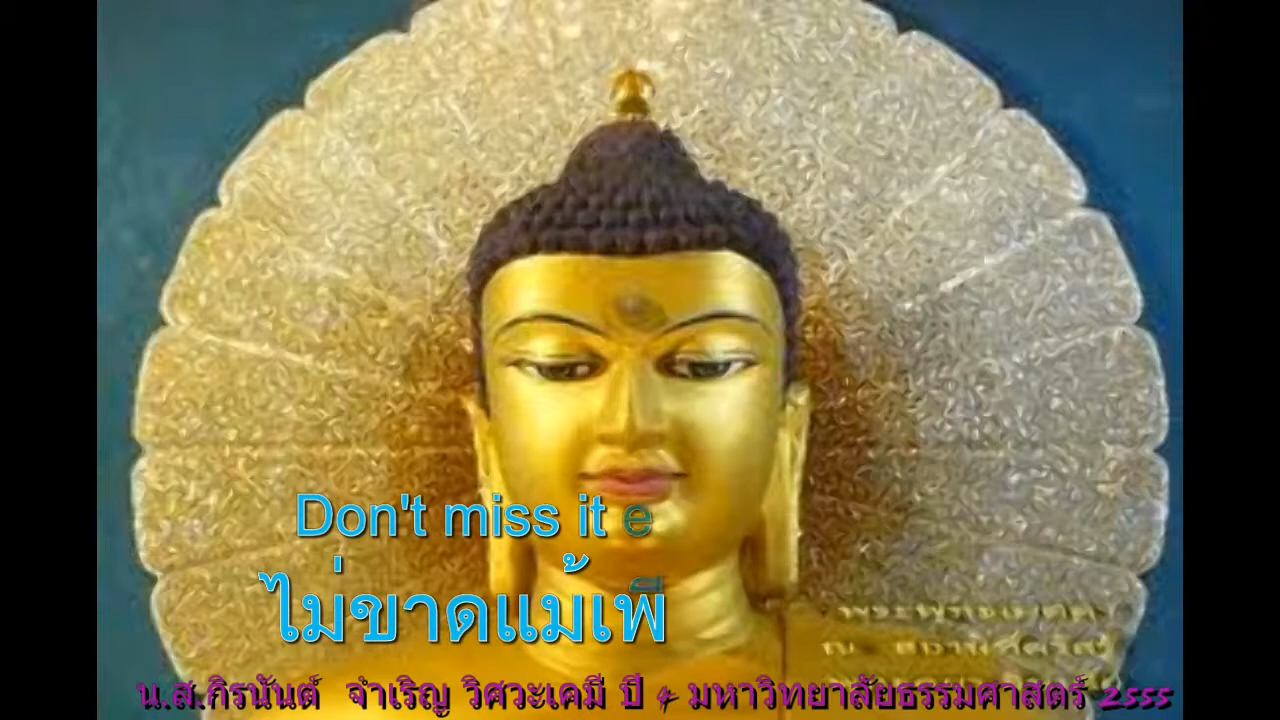 Don't miss it e
ไม่ขาดแม้เพี
น.ส.กิรนันต์ จำเริญ วิศวะเคมี ปี 4 มหาวิทยาลัยธรรมศาสตร์ 2555